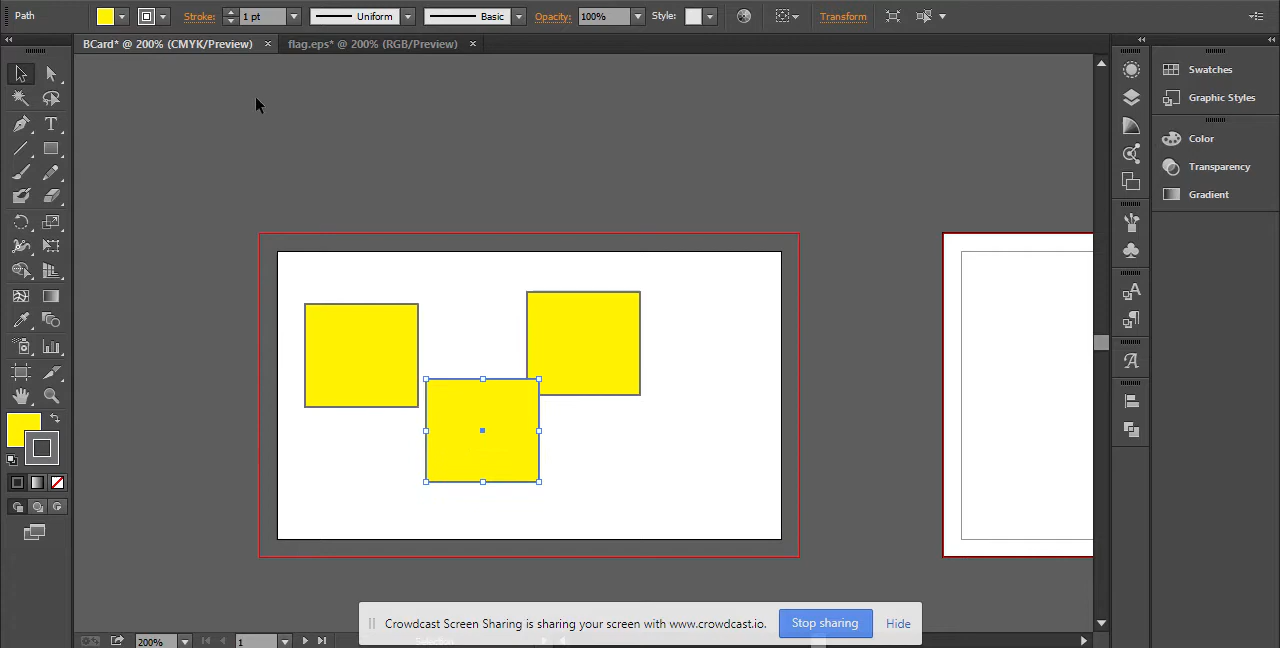 Path
Stroke:
1 pt
Uniform
Basic
Opacity:
100%
Style:
Transform
BCard* @ 200% (CMYK/Preview) ×
flag.eps* @ 200% (RGB/Preview) ×
Swatches
Graphic Styles
Color
Transparency
Gradient
Crowdcast Screen Sharing is sharing your screen with www.crowdcast.io.
Stop sharing
Hide
200%
1
Selection